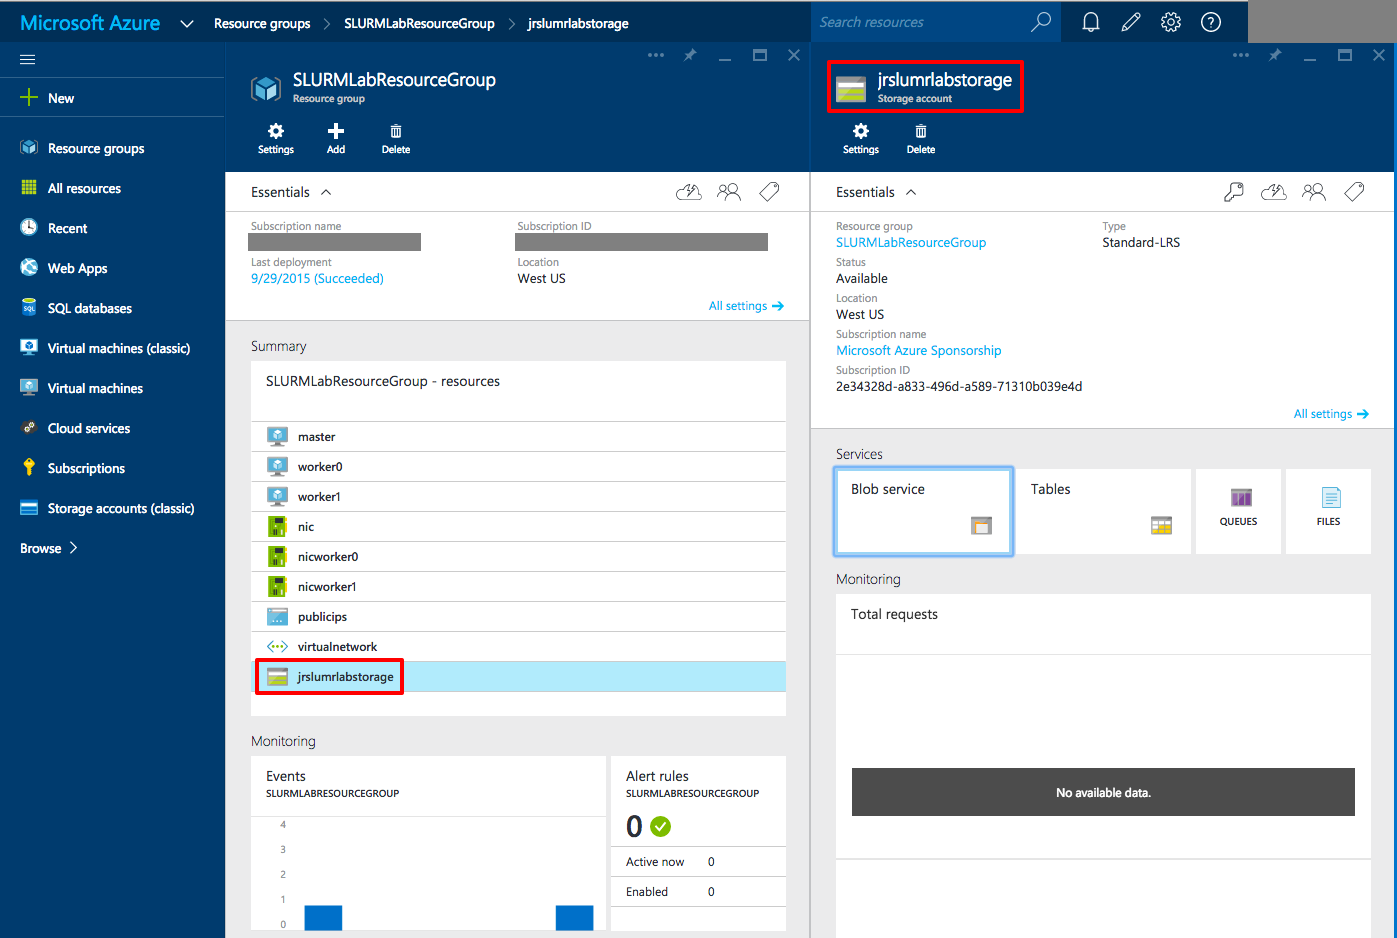 Microsoft Azure
Resource groups > SLURMLabResourceGroup > jrslumrlabstorage
Search resources
New
Resource groups
All resources
Recent
Web Apps
SQL databases
Virtual machines (classic)
Virtual machines
Cloud services
Subscriptions
Storage accounts (classic)
Browse >
SLURMLabResourceGroup
Resource group
Settings
Add
Delete
Essentials
Subscription name
Subscription ID
Last deployment
9/29/2015 (Succeeded)
Location
West US
All settings →
Summary
SLURMLabResourceGroup - resources
master
worker0
worker1
nic
nicworker0
nicworker1
publicips
virtualnetwork
jrslumrlabstorage
Monitoring
Events
SLURMLABRESOURCEGROUP
4
3
2
1
0
Alert rules
SLURMLABRESOURCEGROUP
0
Active now 0
Enabled 0
jrslumrlabstorage
Storage account
Settings
Delete
Essentials
Resource group
SLURMLabResourceGroup
Type
Standard-LRS
Status
Available
Location
West US
Subscription name
Microsoft Azure Sponsorship
Subscription ID
2e34328d-a833-496d-a589-71310b039e4d
All settings →
Services
Blob service
Tables
QUEUES
FILES
Monitoring
Total requests
No available data.